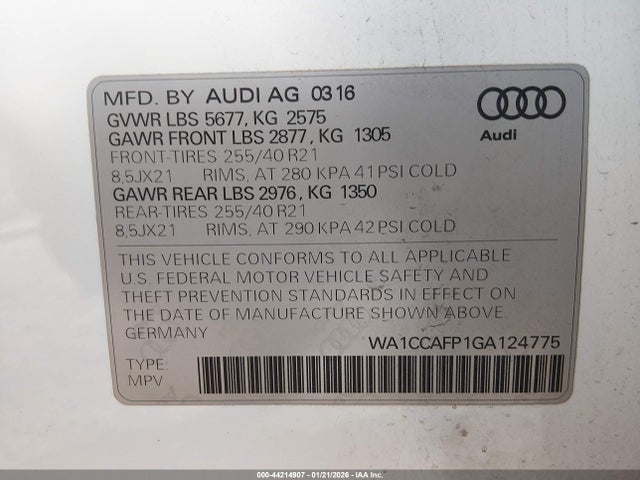 MFD. BY AUDI AG 0316
GVWR LBS 5677, KG 2575
GAWR FRONT LBS 2877, KG 1305
FRONT-TIRES 255/40 R21
8,5JX21 RIMS, AT 280 KPA 41 PSI COLD
GAWR REAR LBS 2976, KG 1350
REAR-TIRES 255/40 R21
8,5JX21 RIMS, AT 290 KPA 42 PSI COLD
Audi
THIS VEHICLE CONFORMS TO ALL APPLICABLE
U.S. FEDERAL MOTOR VEHICLE SAFETY AND
THEFT PREVENTION STANDARDS IN EFFECT ON
THE DATE OF MANUFACTURE SHOWN ABOVE.
GERMANY
WA1CCAFP1GA124775
TYPE:
MPV
000-44214907 - 01/21/2026 - IAA Inc.